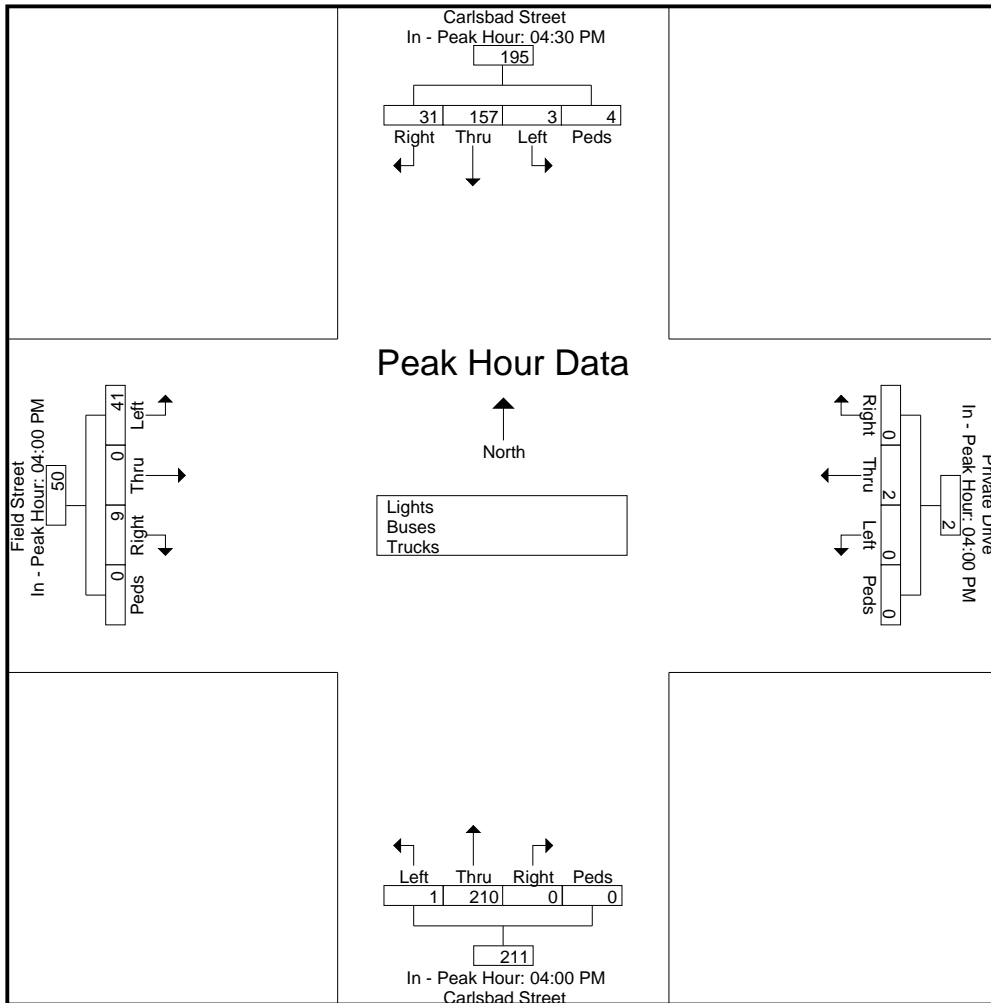 Carlsbad Street
In - Peak Hour: 04:30 PM
195
31 157 3 4
Right Thru Left Peds
Peak Hour Data
North
Lights
Buses
Trucks
Field Street
In - Peak Hour: 04:00 PM
50
41 0 9 0
Left Thru Right Peds
Private Drive
In - Peak Hour: 04:00 PM
2
0 2 0 0
Right Thru Left Peds
Left Thru Right Peds
1 210 0 0
211
In - Peak Hour: 04:00 PM
Carlsbad Street